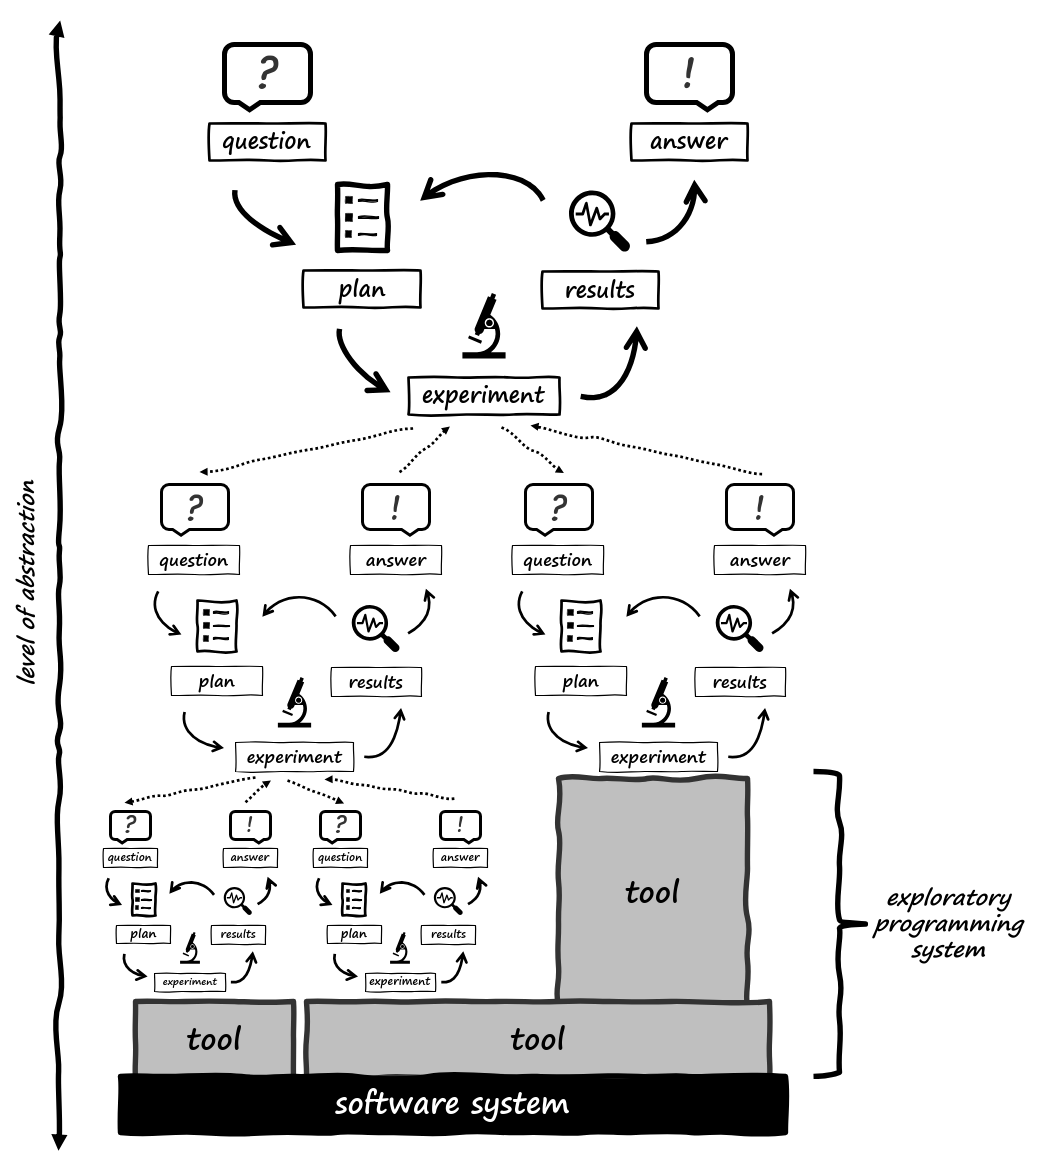 ?
!
question
answer
plan
results
experiment
level of abstraction
?
!
?
!
question
answer
question
answer
plan
results
plan
results
experiment
experiment
?
!
?
!
question
answer
question
answer
plan
results
plan
results
experiment
experiment
tool
exploratory
programming
system
tool
tool
software system